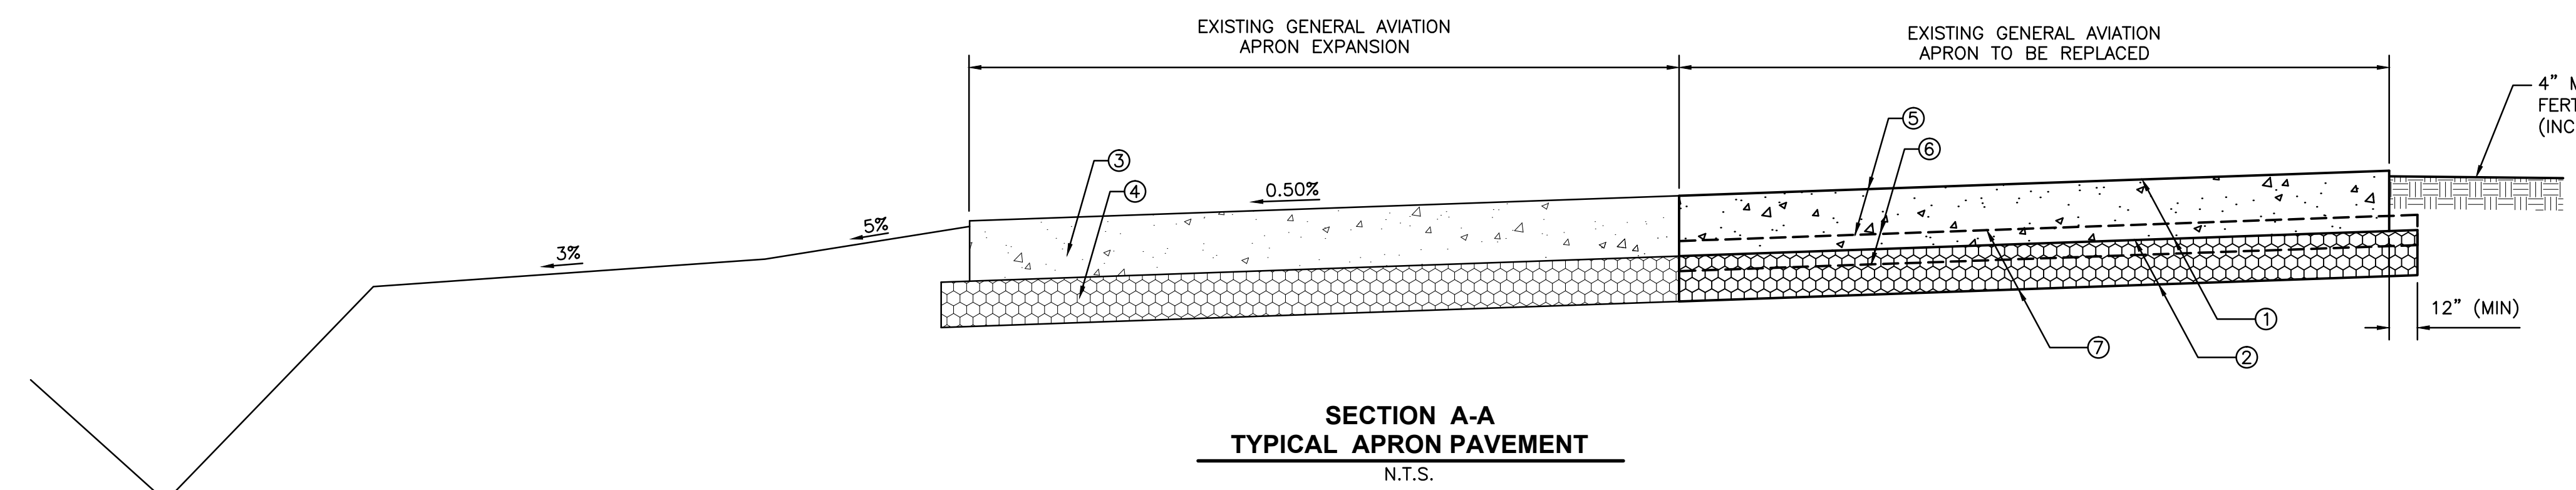 EXISTING GENERAL AVIATION
APRON EXPANSION
EXISTING GENERAL AVIATION
APRON TO BE REPLACED
4”
(INC
5
6
3
4
0.50%
5%
3%
1
2
7
12” (MIN)
SECTION A-A
TYPICAL APRON PAVEMENT
N.T.S.